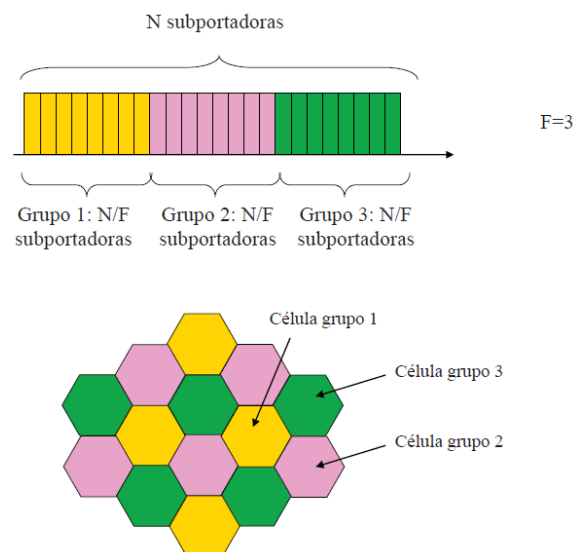 N subportadoras
F=3
Grupo 1: N/F
subportadoras
Grupo 2: N/F
subportadoras
Grupo 3: N/F
subportadoras
Célula grupo 1
Célula grupo 3
Célula grupo 2